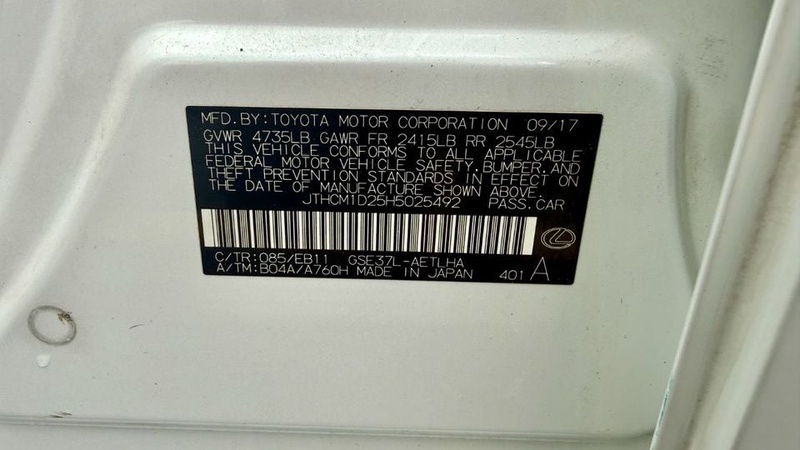 MFD. BY: TOYOTA MOTOR CORPORATION 09/17
GVWR 4735LB GAWR FR 2415LB RR 2545LB
THIS VEHICLE CONFORMS TO ALL APPLICABLE
FEDERAL MOTOR VEHICLE SAFETY, BUMPER, AND
THEFT PREVENTION STANDARDS IN EFFECT ON
THE DATE OF MANUFACTURE SHOWN ABOVE.
JTHCM1D25H5025492 PASS. CAR
C/TR: 085/EB11 GSE37L-AETLHA
A/TM: B04A/A760H MADE IN JAPAN 401 A